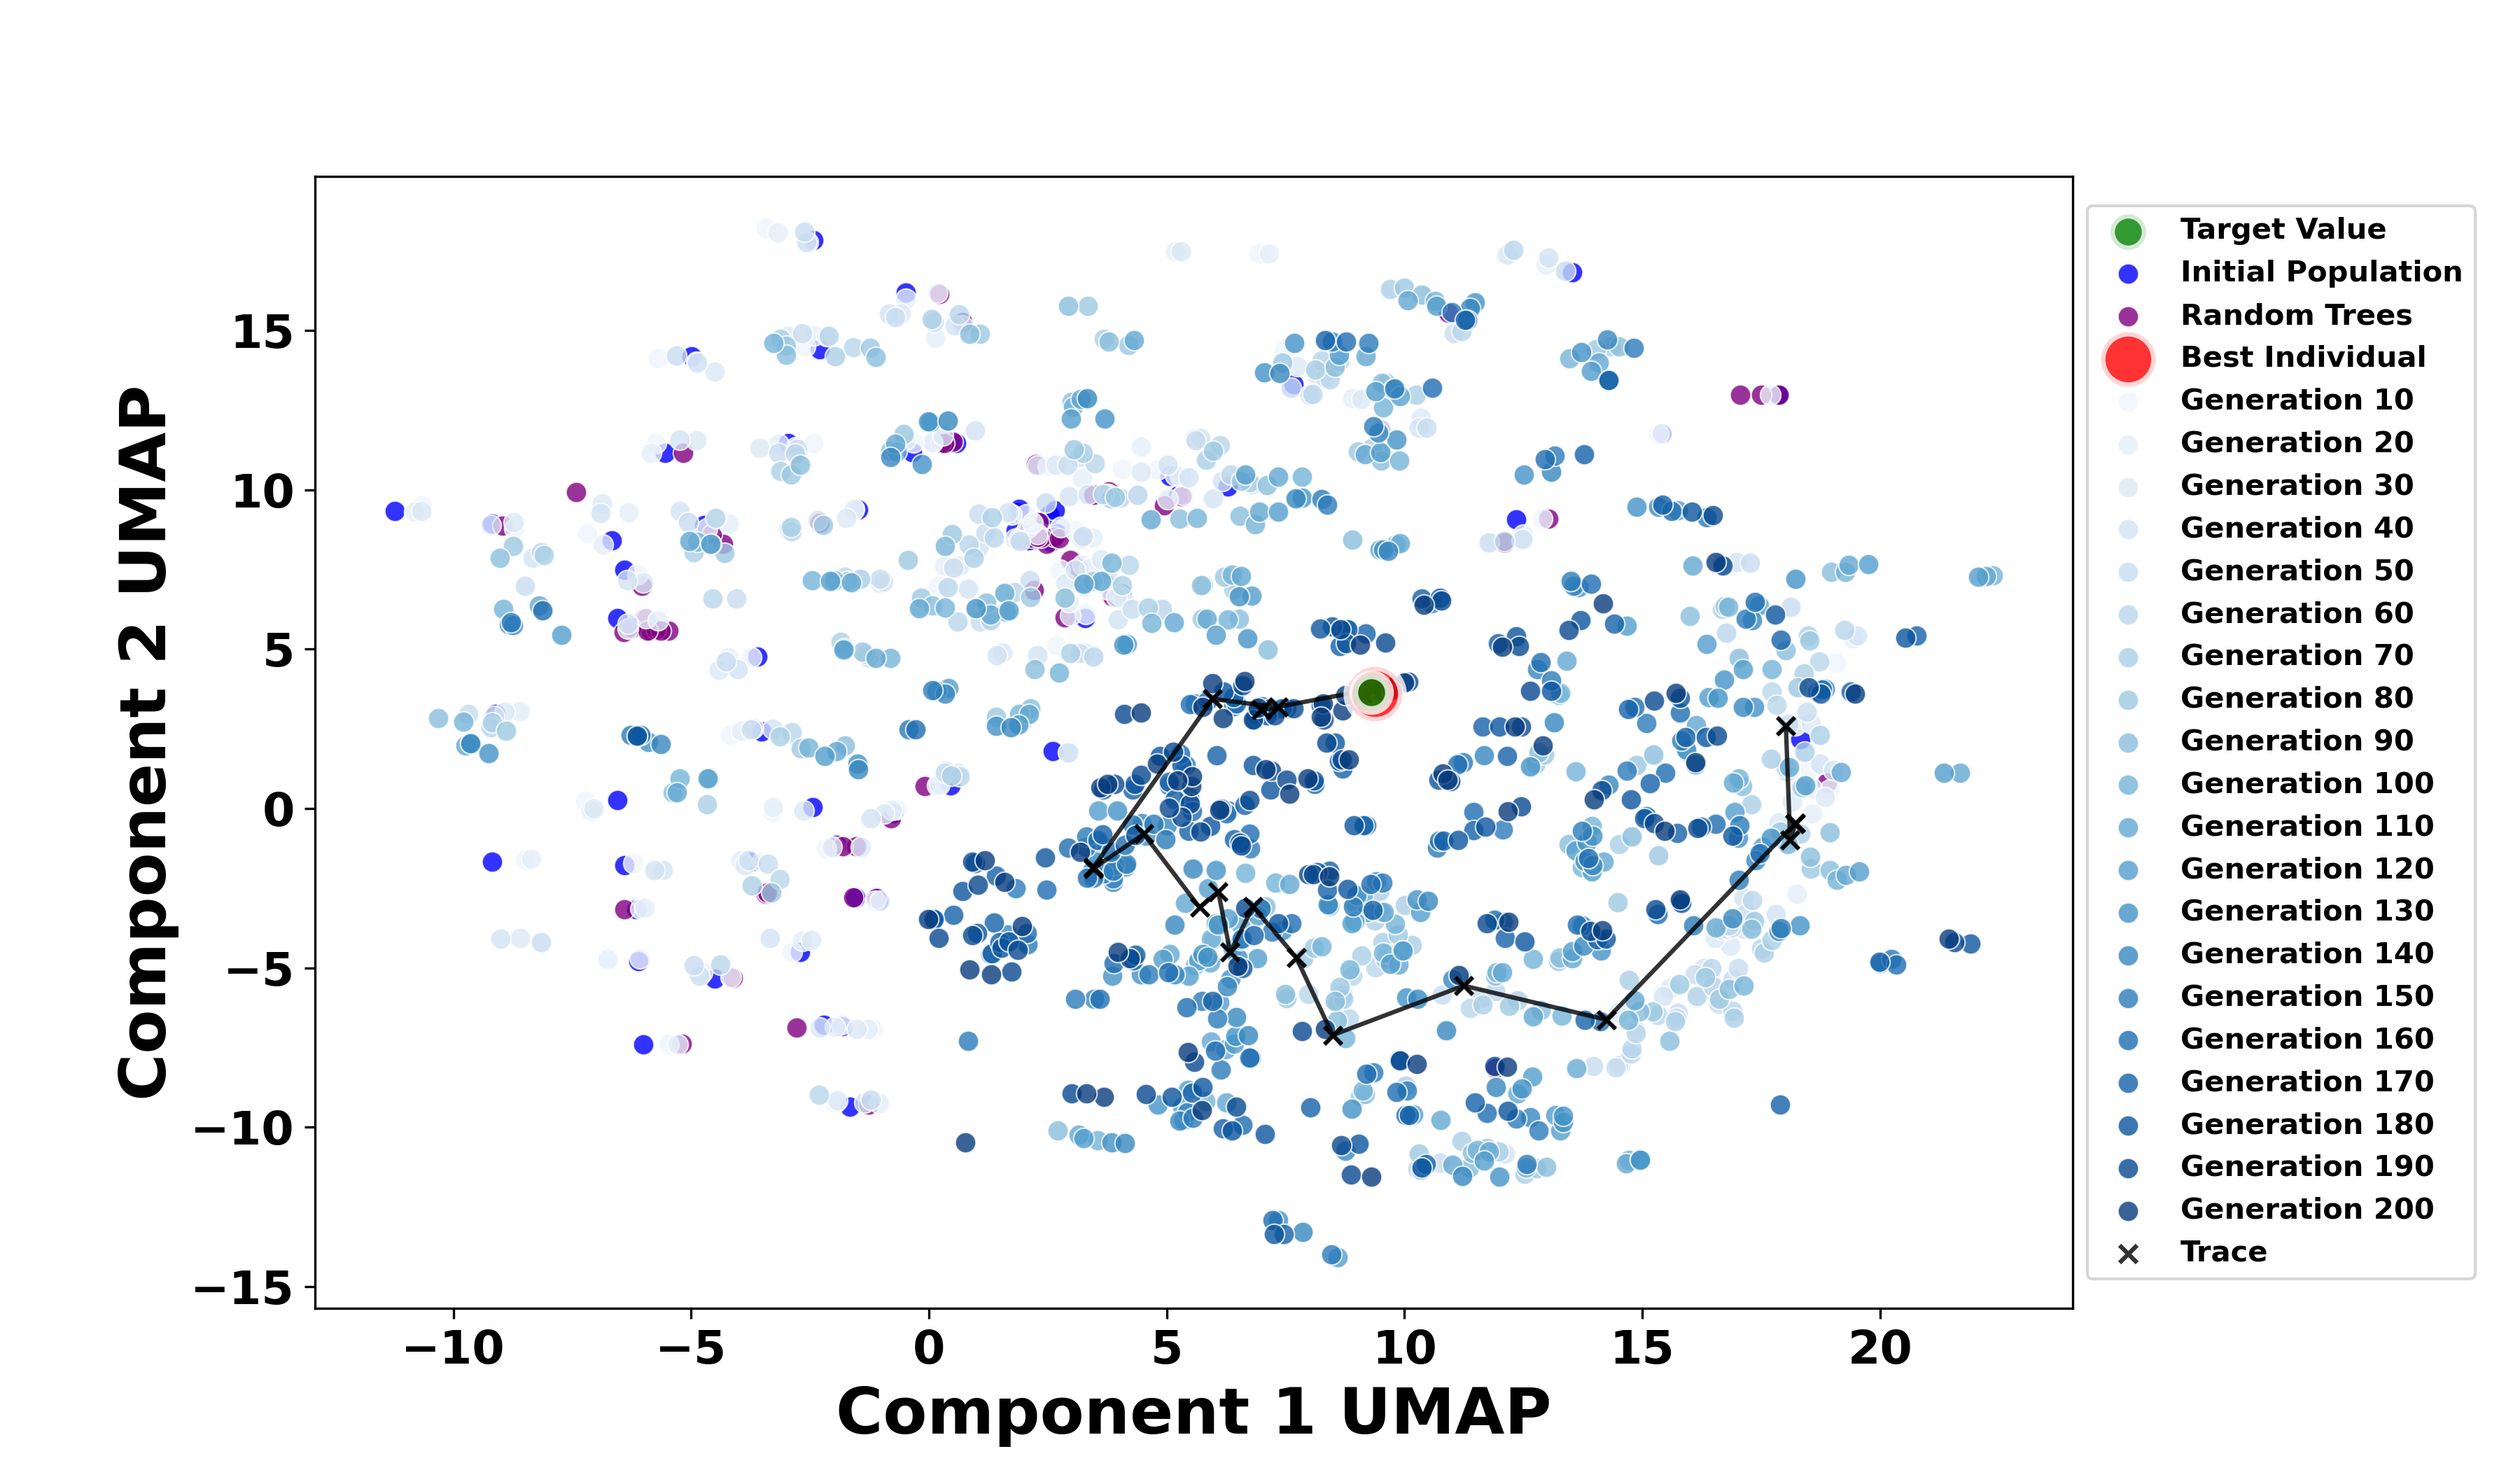 Component 2 UMAP
15
10
5
0
−5
−10
−15
−10
−5
0
5
10
15
20
Component 1 UMAP
Target Value
Initial Population
Random Trees
Best Individual
Generation 10
Generation 20
Generation 30
Generation 40
Generation 50
Generation 60
Generation 70
Generation 80
Generation 90
Generation 100
Generation 110
Generation 120
Generation 130
Generation 140
Generation 150
Generation 160
Generation 170
Generation 180
Generation 190
Generation 200
Trace